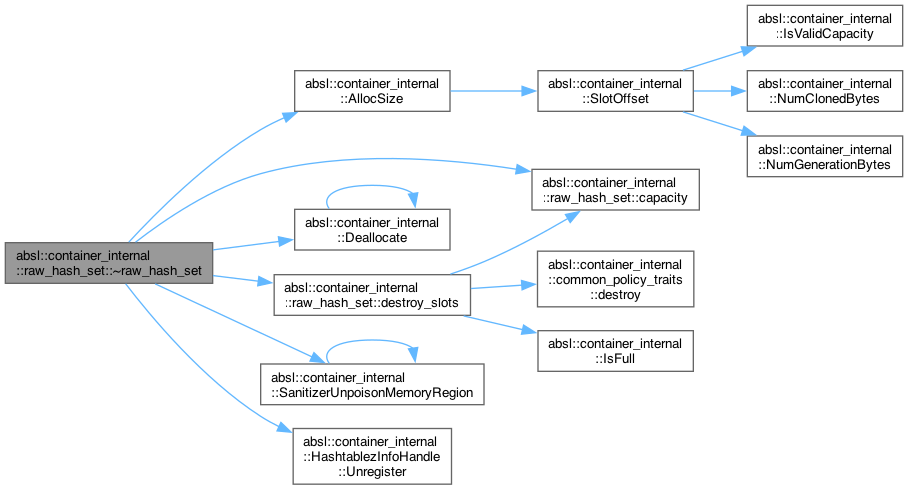 absl::container_internal
::raw_hash_set::~raw_hash_set
absl::container_internal
::AllocSize
absl::container_internal
::SlotOffset
absl::container_internal
::IsValidCapacity
absl::container_internal
::NumClonedBytes
absl::container_internal
::NumGenerationBytes
absl::container_internal
::raw_hash_set::capacity
absl::container_internal
::Deallocate
absl::container_internal
::raw_hash_set::destroy_slots
absl::container_internal
::common_policy_traits
::destroy
absl::container_internal
::IsFull
absl::container_internal
::SanitizerUnpoisonMemoryRegion
absl::container_internal
::HashtablezInfoHandle
::Unregister